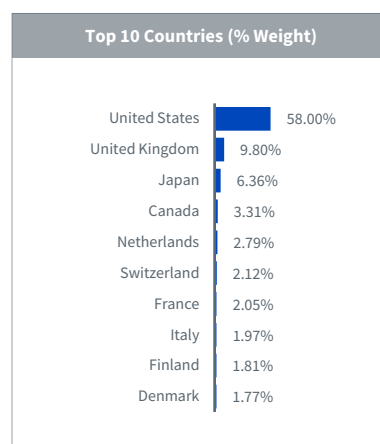 Top 10 Countries (% Weight)
United States 58.00%
United Kingdom 9.80%
Japan 6.36%
Canada 3.31%
Netherlands 2.79%
Switzerland 2.12%
France 2.05%
Italy 1.97%
Finland 1.81%
Denmark 1.77%